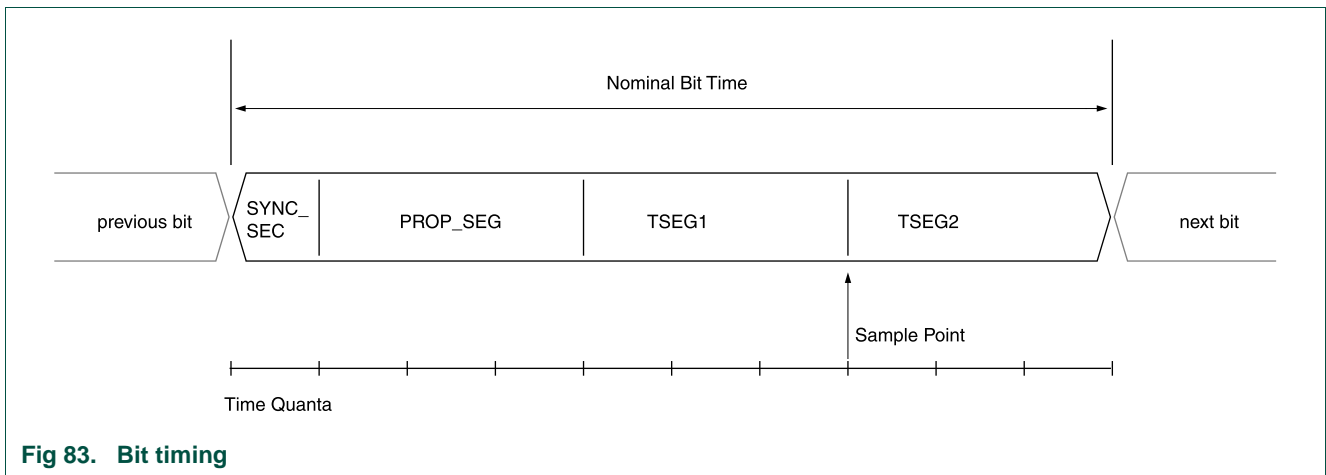 Nominal Bit Time
previous bit
SYNC_
SEC
PROP_SEG
TSEG1
TSEG2
next bit
Sample Point
Time Quanta
Fig 83. Bit timing